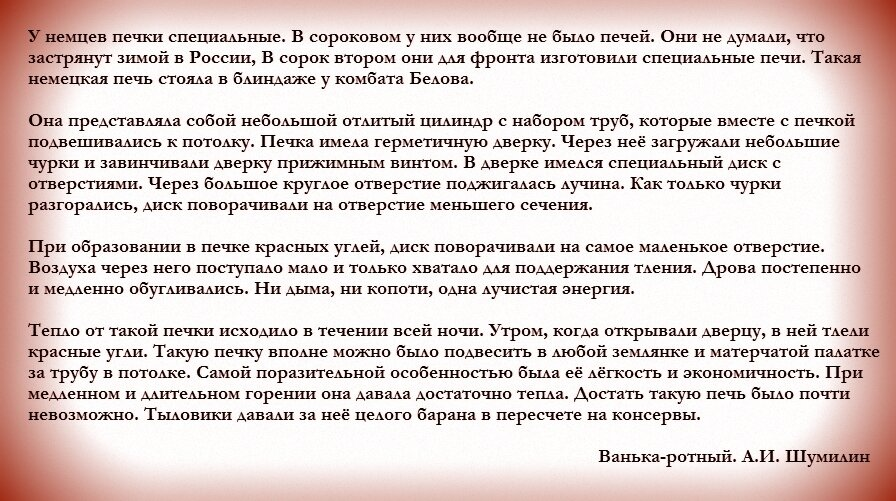 У немцев печки специальные. В сороковом у них вообще не было печей. Они не думали, что
застрянут зимой в России, В сорок втором они для фронта изготовили специальные печи. Такая
немецкая печь стояла в блиндаже у комбата Белова.
Она представляла собой небольшой отлитый цилиндр с набором труб, которые вместе с печкой
подвешивались к потолку. Печка имела герметичную дверку. Через неё загружали небольшие
чурки и завинчивали дверку прижимным винтом. В дверке имелся специальный диск с
отверстиями. Через большое круглое отверстие поджигалась лучина. Как только чурки
разгорались, диск поворачивали на отверстие меньшего сечения.
При образовании в печке красных углей, диск поворачивали на самое маленькое отверстие.
Воздуха через него поступало мало и только хватало для поддержания тления. Дрова постепенно
и медленно обугливались. Ни дыма, ни копоти, одна лучистая энергия.
Тепло от такой печки исходило в течении всей ночи. Утром, когда открывали дверцу, в ней тлели
красные угли. Такую печку вполне можно было подвесить в любой землянке и матерчатой палатке
за трубу в потолке. Самой поразительной особенностью была её лёгкость и экономичность. При
медленном и длительном горении она давала достаточно тепла. Достать такую печь было почти
невозможно. Тыловики давали за неё целого барана в пересчете на консервы.
Ванька-ротный. А.И. Шумилин